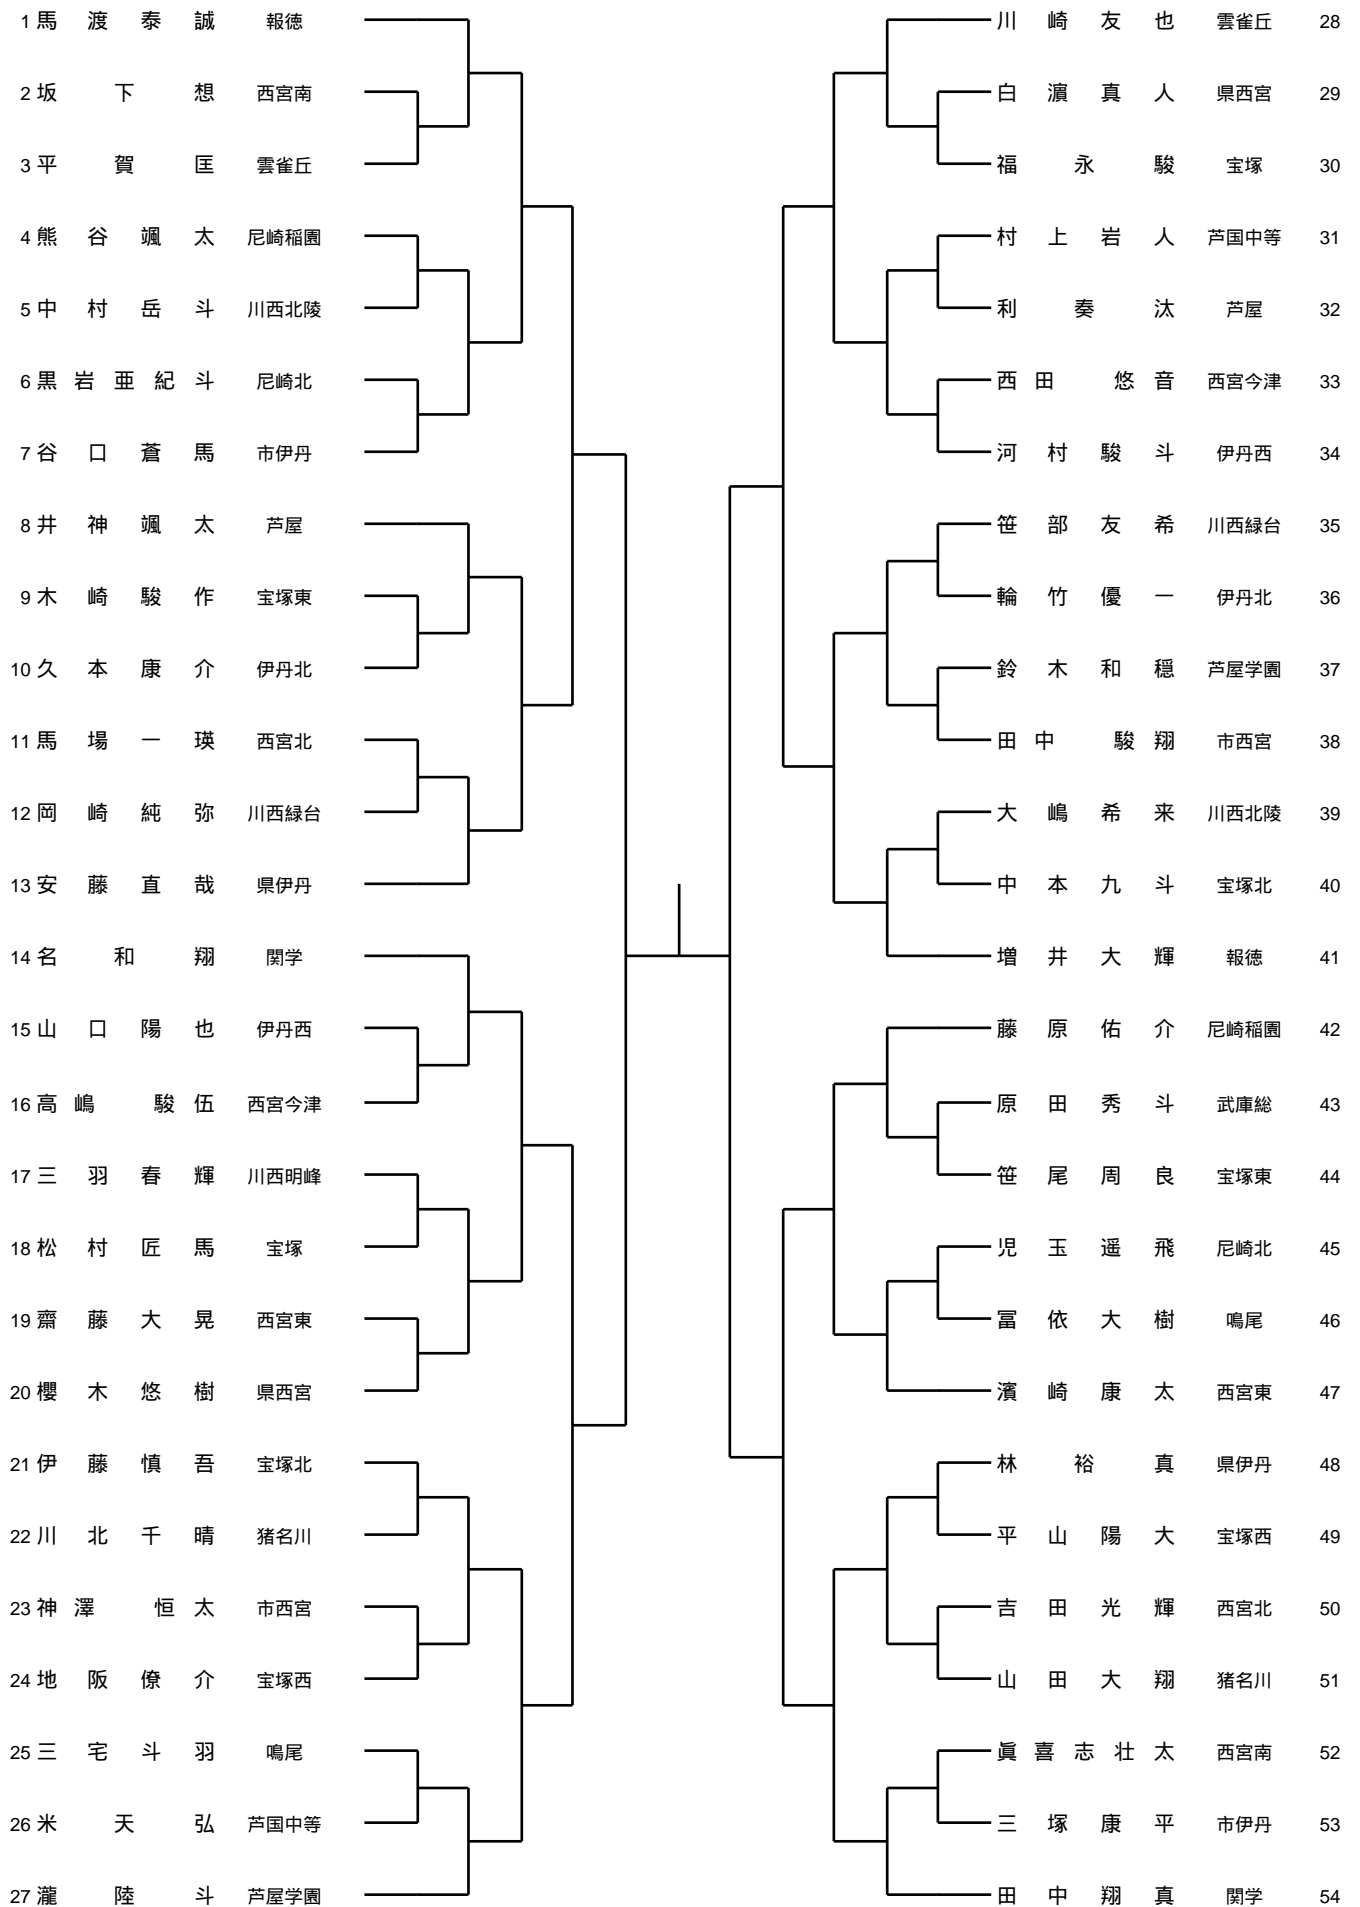 1 馬渡泰誠 報徳
2 坂下想 西宮南
3 平賀匡 雲雀丘
4 熊谷颯太 尼崎稲園
5 中村岳斗 川西北陵
6 黒岩亜紀斗 尼崎北
7 谷口蒼馬 市伊丹
8 井神颯太 芦屋
9 木崎駿作 宝塚東
10 久本康介 伊丹北
11 馬場一瑛 西宮北
12 岡崎純弥 川西緑台
13 安藤直哉 県伊丹
14 名和翔 関学
15 山口陽也 伊丹西
16 高嶋駿伍 西宮今津
17 三羽春輝 川西明峰
18 松村匠馬 宝塚
19 齋藤大晃 西宮東
20 櫻木悠樹 県西宮
21 伊藤慎吾 宝塚北
22 川北千晴 猪名川
23 神澤恒太 市西宮
24 地阪僚介 宝塚西
25 三宅斗羽 鳴尾
26 米天弘 芦国中等
27 瀧陸斗 芦屋学園
川崎友也 雲雀丘 28
白濵真人 県西宮 29
福永駿 宝塚 30
村上岩人 芦国中等 31
利奏汰 芦屋 32
西田悠音 西宮今津 33
河村駿斗 伊丹西 34
笹部友希 川西緑台 35
輪竹優一 伊丹北 36
鈴木和穏 芦屋学園 37
田中駿翔 市西宮 38
大嶋希来 川西北陵 39
中本九斗 宝塚北 40
増井大輝 報徳 41
藤原佑介 尼崎稲園 42
原田秀斗 武庫総 43
笹尾周良 宝塚東 44
児玉遥飛 尼崎北 45
冨依大樹 鳴尾 46
濱崎康太 西宮東 47
林裕真 県伊丹 48
平山陽大 宝塚西 49
吉田光輝 西宮北 50
山田大翔 猪名川 51
眞喜志壮太 西宮南 52
三塚康平 市伊丹 53
田中翔真 関学 54